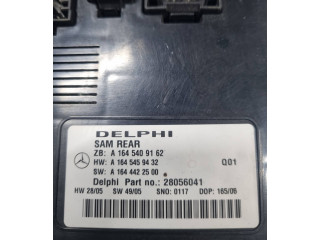 DELPHI
SAM REAR
ZB: A 164 540 91 62
HW: A 164 545 94 32 Q01
SW: A 164 442 25 00
Delphi Part no.: 28056041
HW 28/05 SW 49/05 SNO: 0117 DOP: 165/06